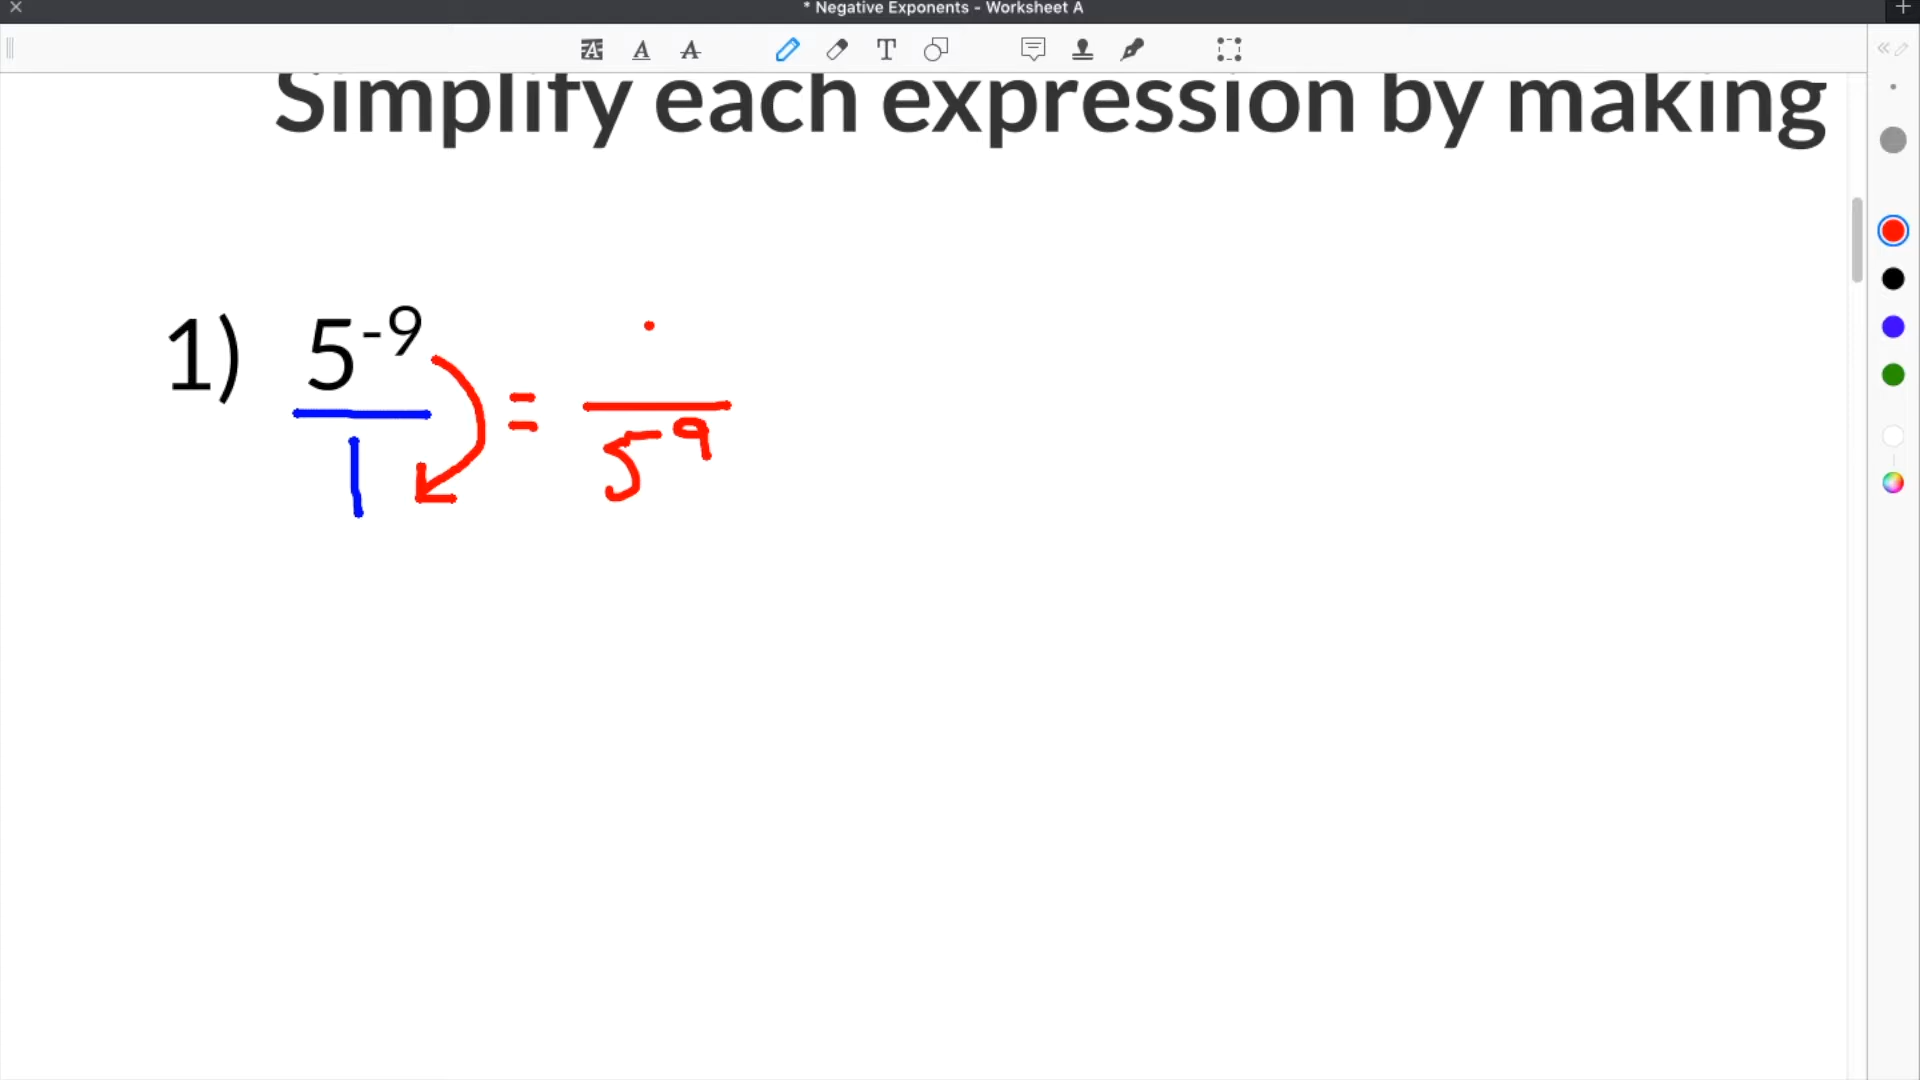 * Negative Exponents - Worksheet A
Simplify each expression by making
1) 5^-9 / 1 = / 5^9